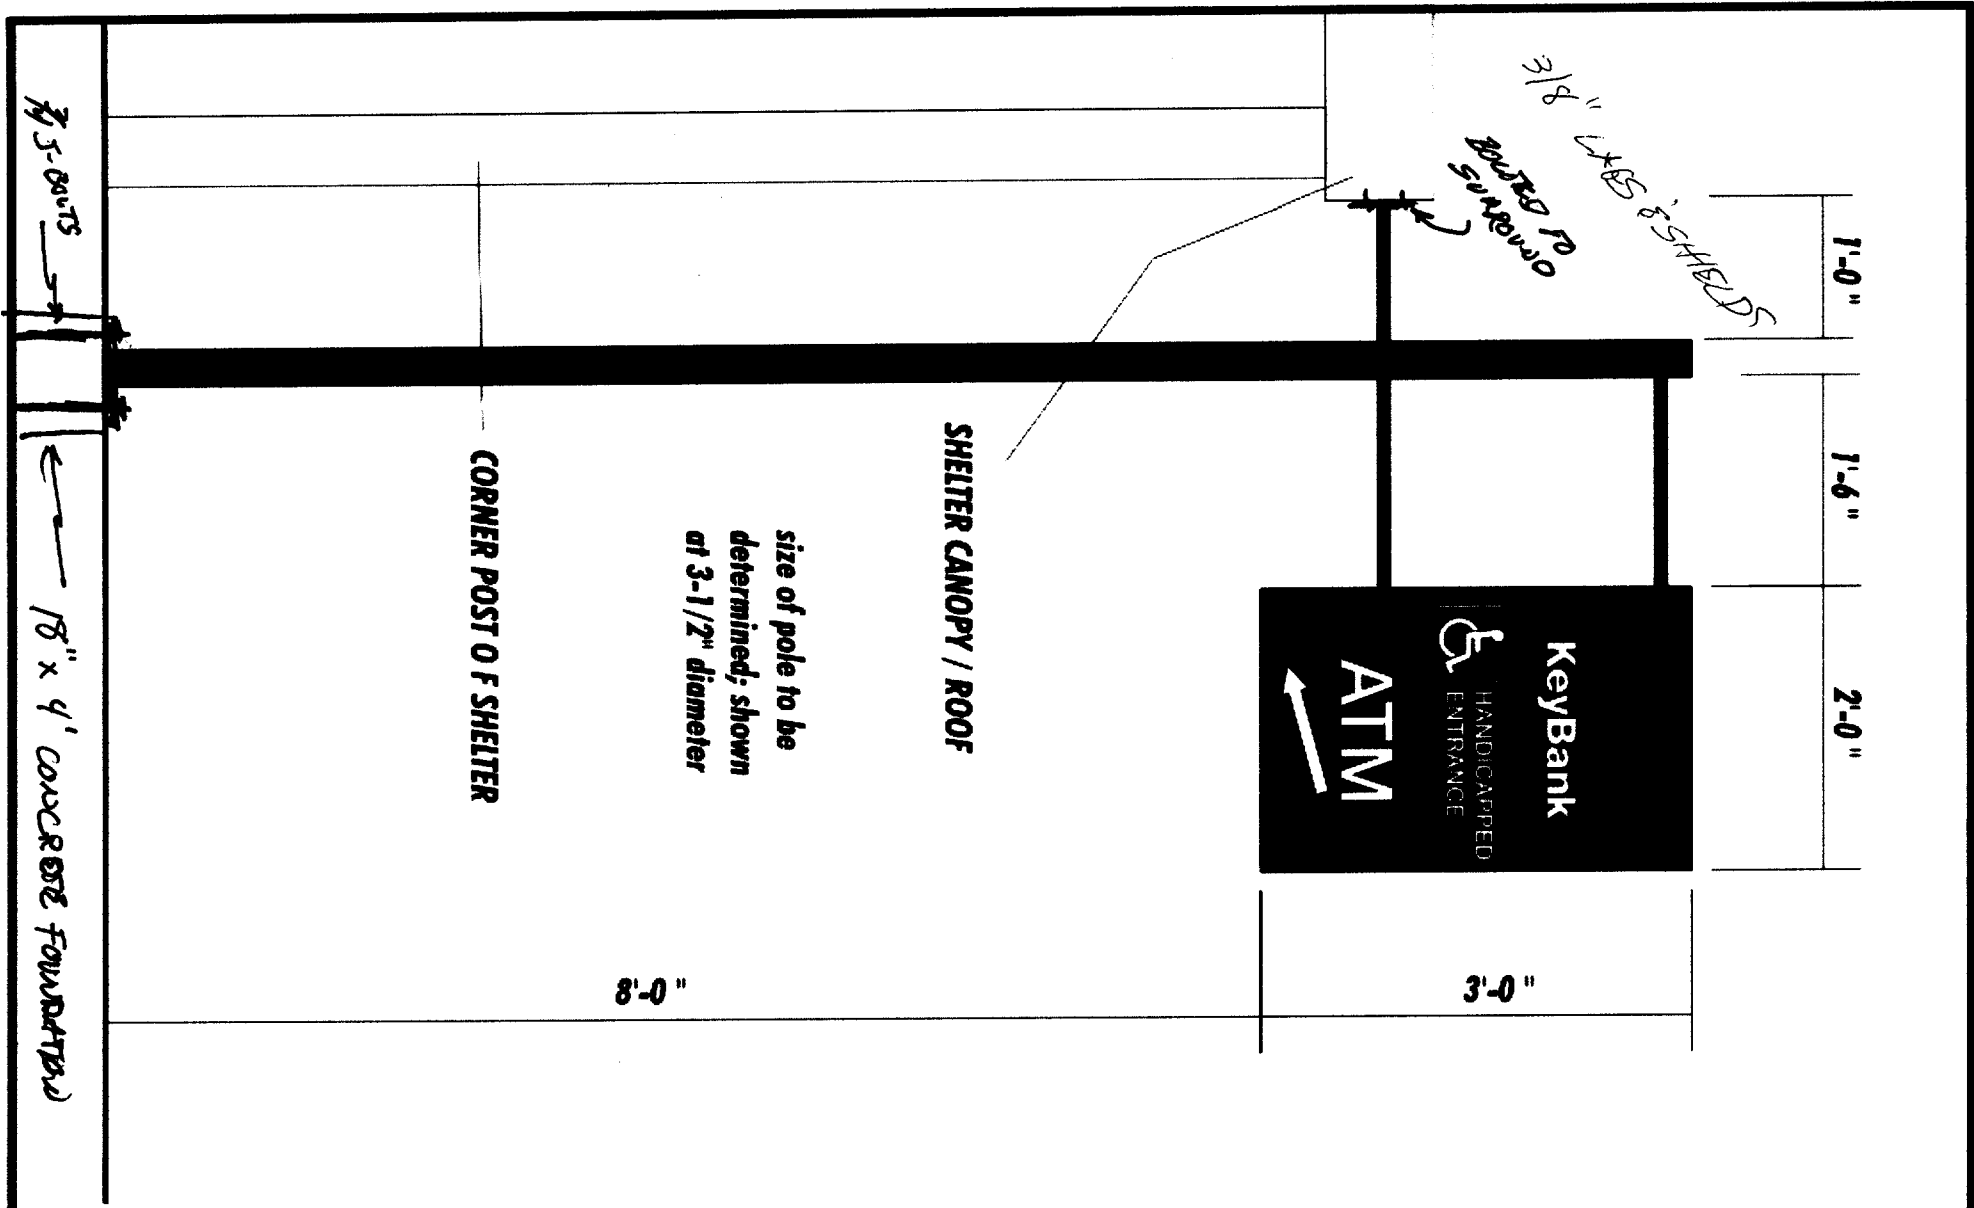 1'-0"
1'-6"
2'-0"
3/8" LAGS & SHIELDS
BOLTED TO
SURROUND
KeyBank
HANDICAPPED
ENTRANCE
ATM
3'-0"
SHELTER CANOPY / ROOF
size of pole to be
determined; shown
at 3-1/2" diameter
8'-0"
CORNER POST OF SHELTER
J-BOLTS
18" x 4' CONCRETE FOUNDATION